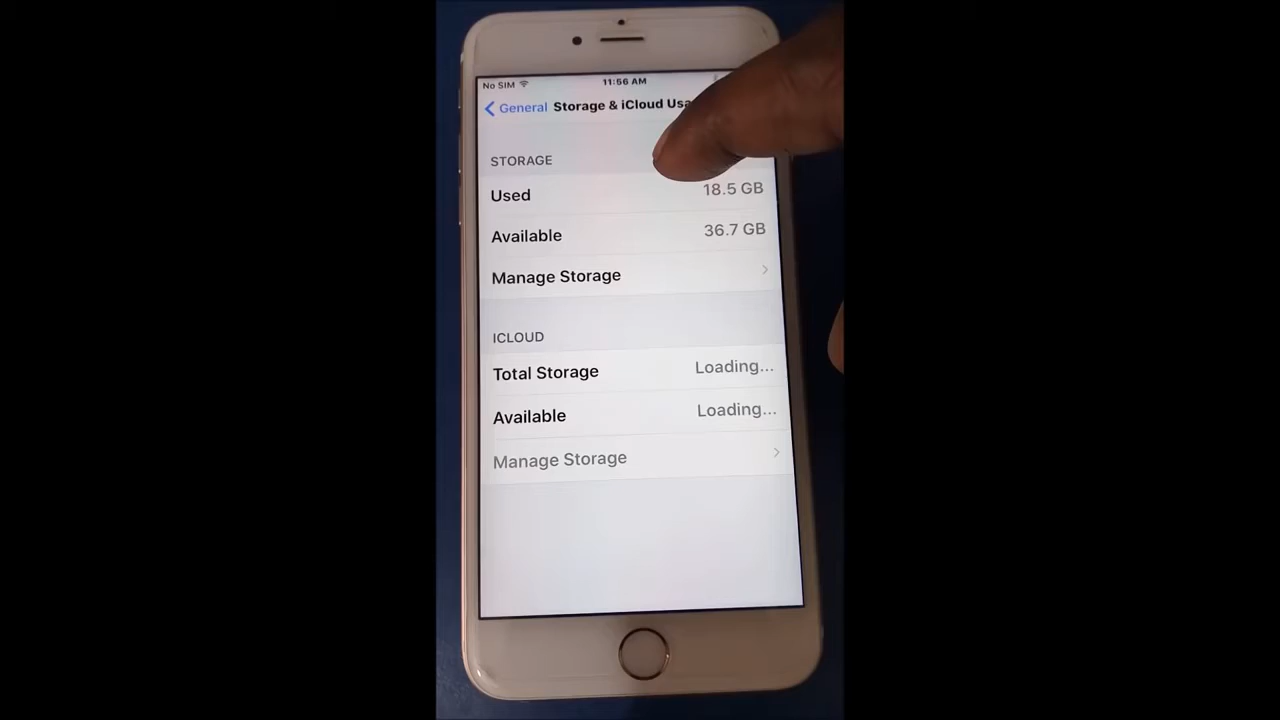 No SIM 11:56 AM
General Storage & iCloud Usa
STORAGE
Used 18.5 GB
Available 36.7 GB
Manage Storage
ICLOUD
Total Storage Loading...
Available Loading...
Manage Storage